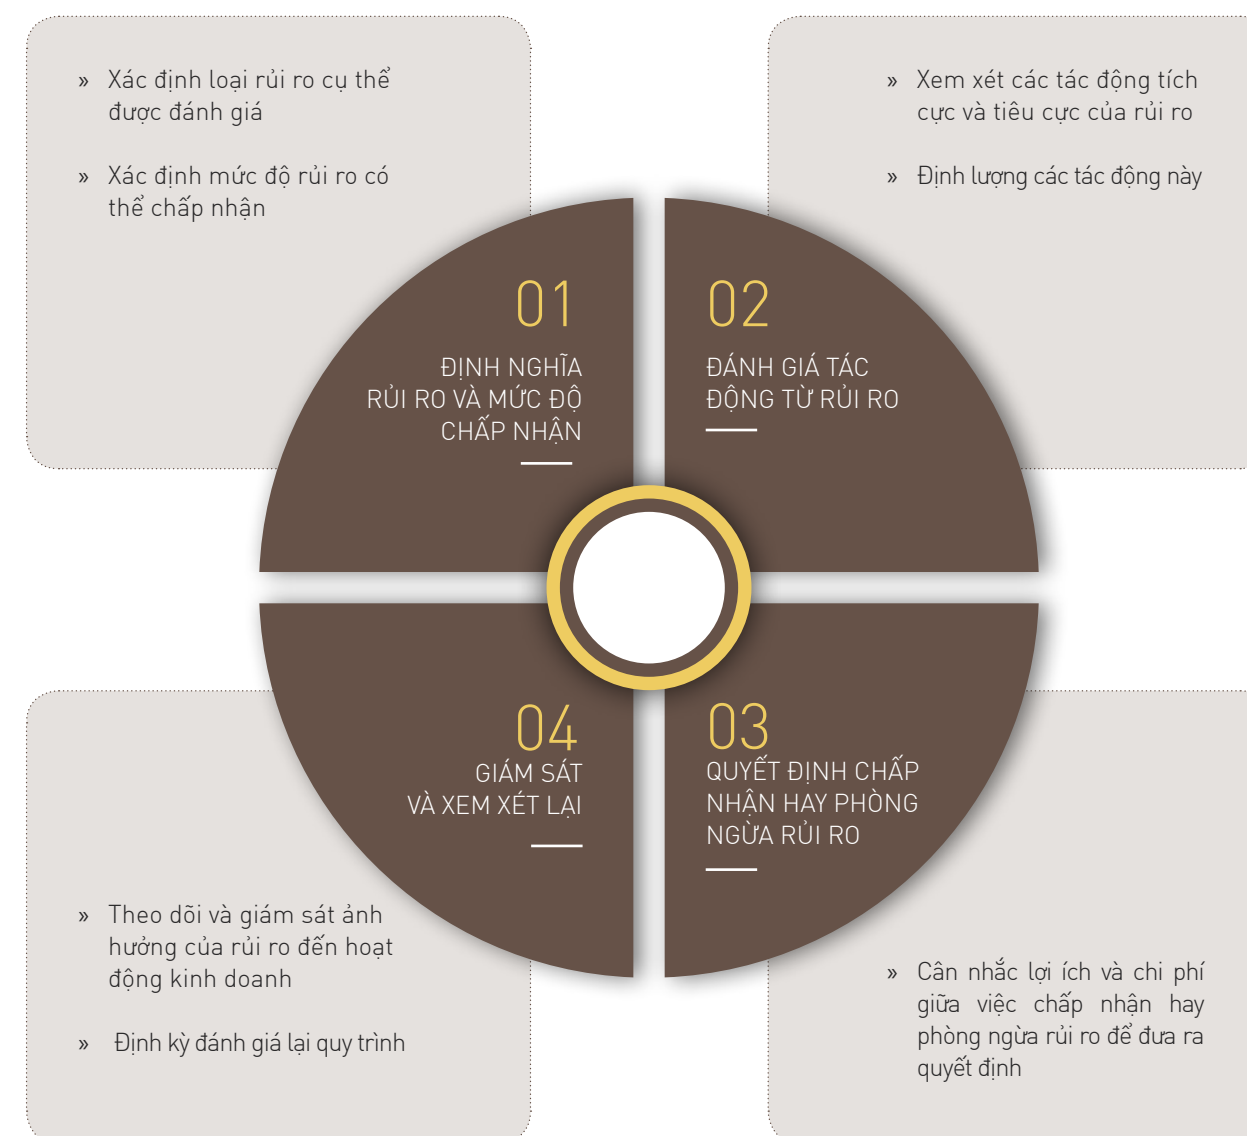 » Xác định loại rủi ro cụ thể
được đánh giá
» Xác định mức độ rủi ro có
thể chấp nhận
01
ĐỊNH NGHĨA
RỦI RO VÀ MỨC ĐỘ
CHẤP NHẬN
» Xem xét các tác động tích
cực và tiêu cực của rủi ro
» Định lượng các tác động này
02
ĐÁNH GIÁ TÁC
ĐỘNG TỪ RỦI RO
03
QUYẾT ĐỊNH CHẤP
NHẬN HAY PHÒNG
NGỪA RỦI RO
» Cân nhắc lợi ích và chi phí
giữa việc chấp nhận hay
phòng ngừa rủi ro để đưa ra
quyết định
04
GIÁM SÁT
VÀ XEM XÉT LẠI
» Theo dõi và giám sát ảnh
hưởng của rủi ro đến hoạt
động kinh doanh
» Định kỳ đánh giá lại quy trình